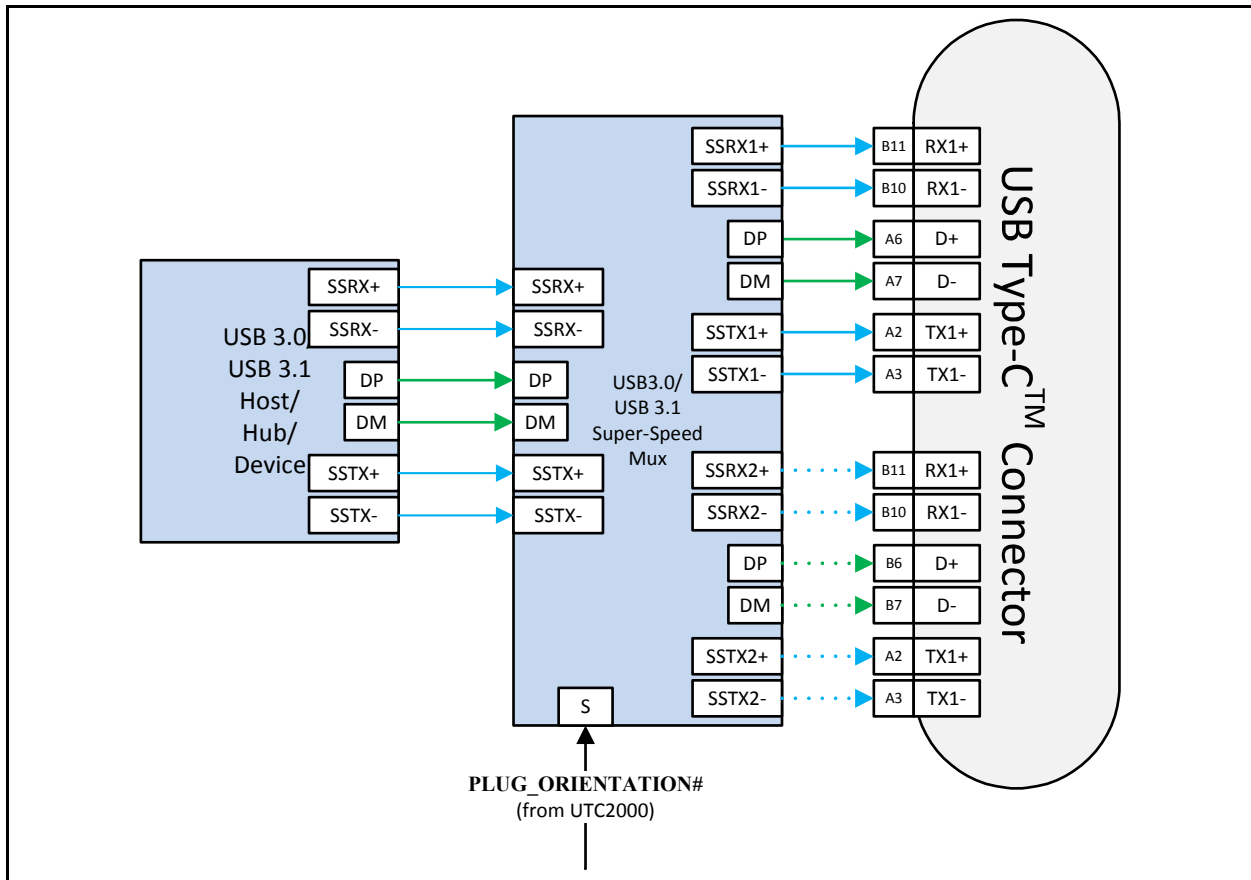 SSRX+
SSRX-
USB 3.0/
USB 3.1
Host/
Hub/
Device
DP
DM
SSTX+
SSTX-
SSRX+
SSRX-
DP
DM
SSTX+
SSTX-
USB3.0/
USB 3.1
Super-Speed
Mux
S
PLUG_ORIENTATION#
(from UTC2000)
SSRX1+
SSRX1-
DP
DM
SSTX1+
SSTX1-
SSRX2+
SSRX2-
DP
DM
SSTX2+
SSTX2-
B11 RX1+
B10 RX1-
A6 D+
A7 D-
A2 TX1+
A3 TX1-
B11 RX1+
B10 RX1-
B6 D+
B7 D-
A2 TX1+
A3 TX1-
USB Type-C™ Connector